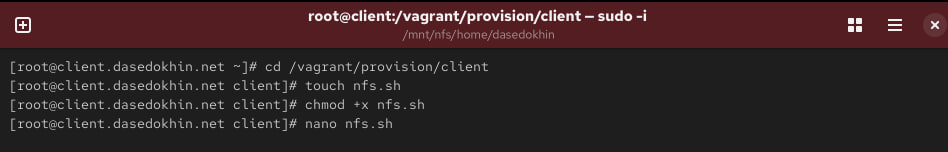 root@client:/vagrant/provision/client — sudo -i
/mnt/nfs/home/dasedokhin
[root@client.dasedokhin.net ~]# cd /vagrant/provision/client
[root@client.dasedokhin.net client]# touch nfs.sh
[root@client.dasedokhin.net client]# chmod +x nfs.sh
[root@client.dasedokhin.net client]# nano nfs.sh